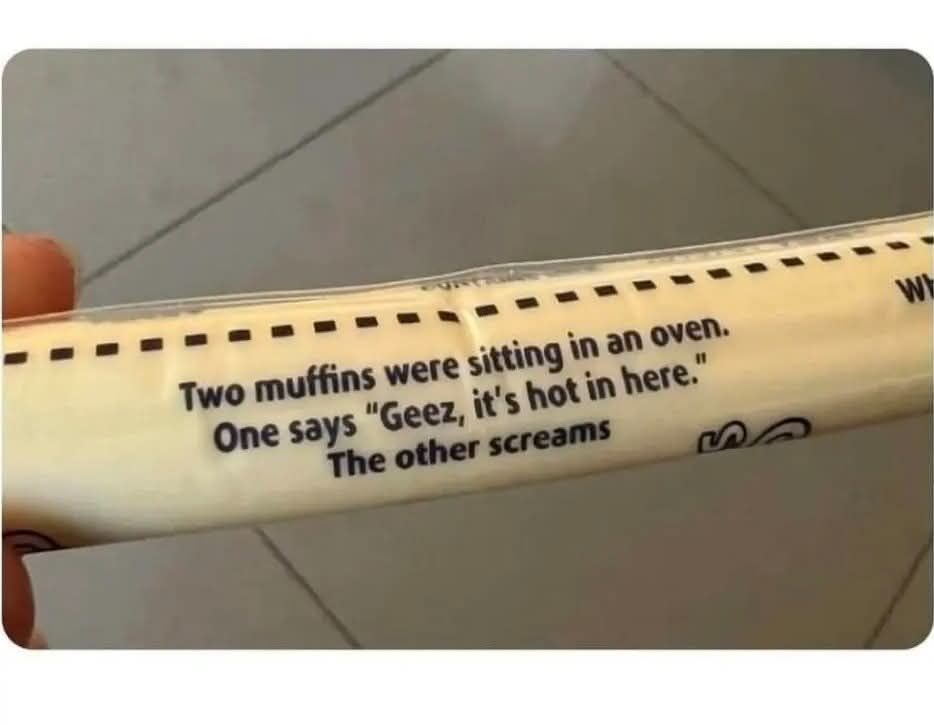 Two muffins were sitting in an oven.
One says "Geez, it's hot in here."
The other screams